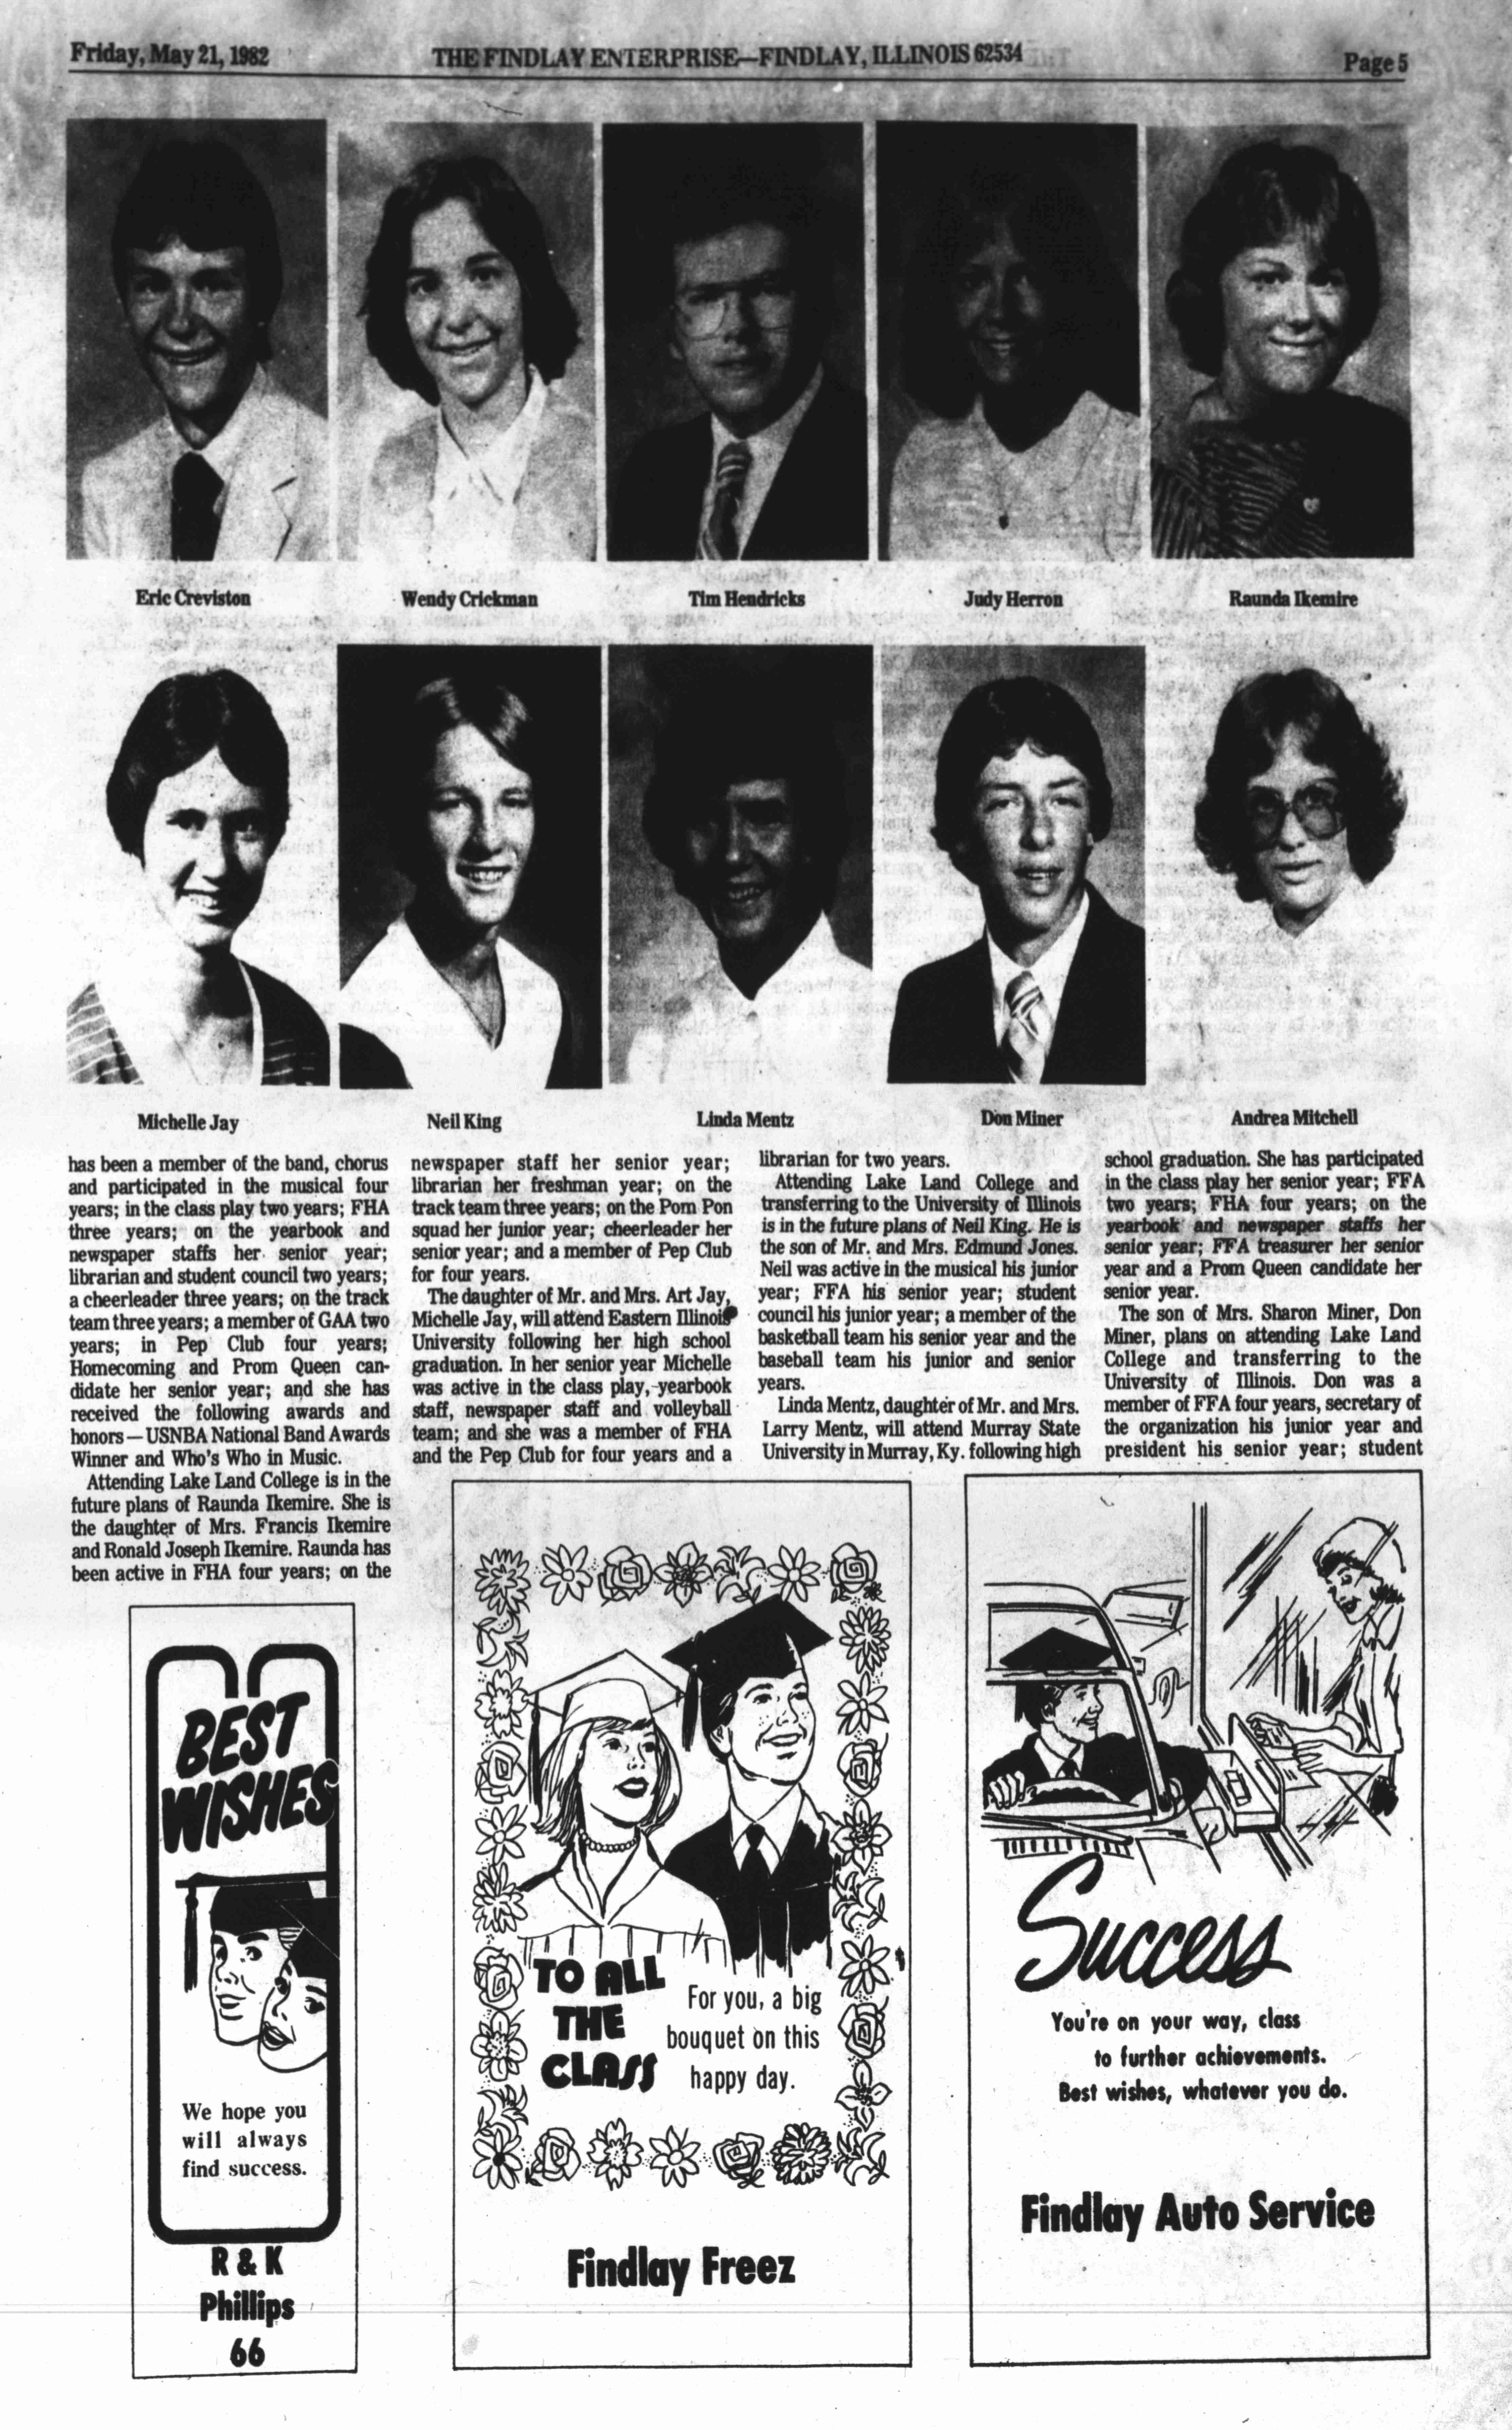 Friday, May 21, 1982
THE FINDLAY ENTERPRISE—FINDLAY, ILLINOIS 62534
Page 5
Eric Creviston
Wendy Crickman
Tim Hendricks
Judy Herron
Raunda Ikemire
Michelle Jay
Neil King
Linda Mentz
Don Miner
Andrea Mitchell
has been a member of the band, chorus
and participated in the musical four
years; in the class play two years; FHA
three years; on the yearbook and
newspaper staffs her senior year;
librarian and student council two years;
a cheerleader three years; on the track
team three years; a member of GAA two
years; in Pep Club four years;
Homecoming and Prom Queen can-
didate her senior year; and she has
received the following awards and
honors—USNBA National Band Awards
Winner and Who's Who in Music.
Attending Lake Land College is in the
future plans of Raunda Ikemire. She is
the daughter of Mrs. Francis Ikemire
and Ronald Joseph Ikemire. Raunda has
been active in FHA four years; on the
newspaper staff her senior year;
librarian her freshman year; on the
track team three years; on the Pom Pon
squad her junior year; cheerleader her
senior year; and a member of Pep Club
for four years.
The daughter of Mr. and Mrs. Art Jay,
Michelle Jay, will attend Eastern Illinois
University following her high school
graduation. In her senior year Michelle
was active in the class play, yearbook
staff, newspaper staff and volleyball
team; and she was a member of FHA
and the Pep Club for four years and a
librarian for two years.
Attending Lake Land College and
transferring to the University of Illinois
is in the future plans of Neil King. He is
the son of Mr. and Mrs. Edmund Jones.
Neil was active in the musical his junior
year; FFA his senior year; student
council his junior year; a member of the
basketball team his senior year and the
baseball team his junior and senior
years.
Linda Mentz, daughter of Mr. and Mrs.
Larry Mentz, will attend Murray State
University in Murray, Ky. following high
school graduation. She has participated
in the class play her senior year; FFA
two years; FHA four years; on the
yearbook and newspaper staffs her
senior year; FFA treasurer her senior
year and a Prom Queen candidate her
senior year.
The son of Mrs. Sharon Miner, Don
Miner, plans on attending Lake Land
College and transferring to the
University of Illinois. Don was a
member of FFA four years, secretary of
the organization his junior year and
president his senior year; student
BEST
WISHES
We hope you
will always
find success.
R & K
Phillips
66
TO ALL
THE
CLASS
For you, a big
bouquet on this
happy day.
Findlay Freez
Success
You're on your way, class
to further achievements.
Best wishes, whatever you do.
Findlay Auto Service